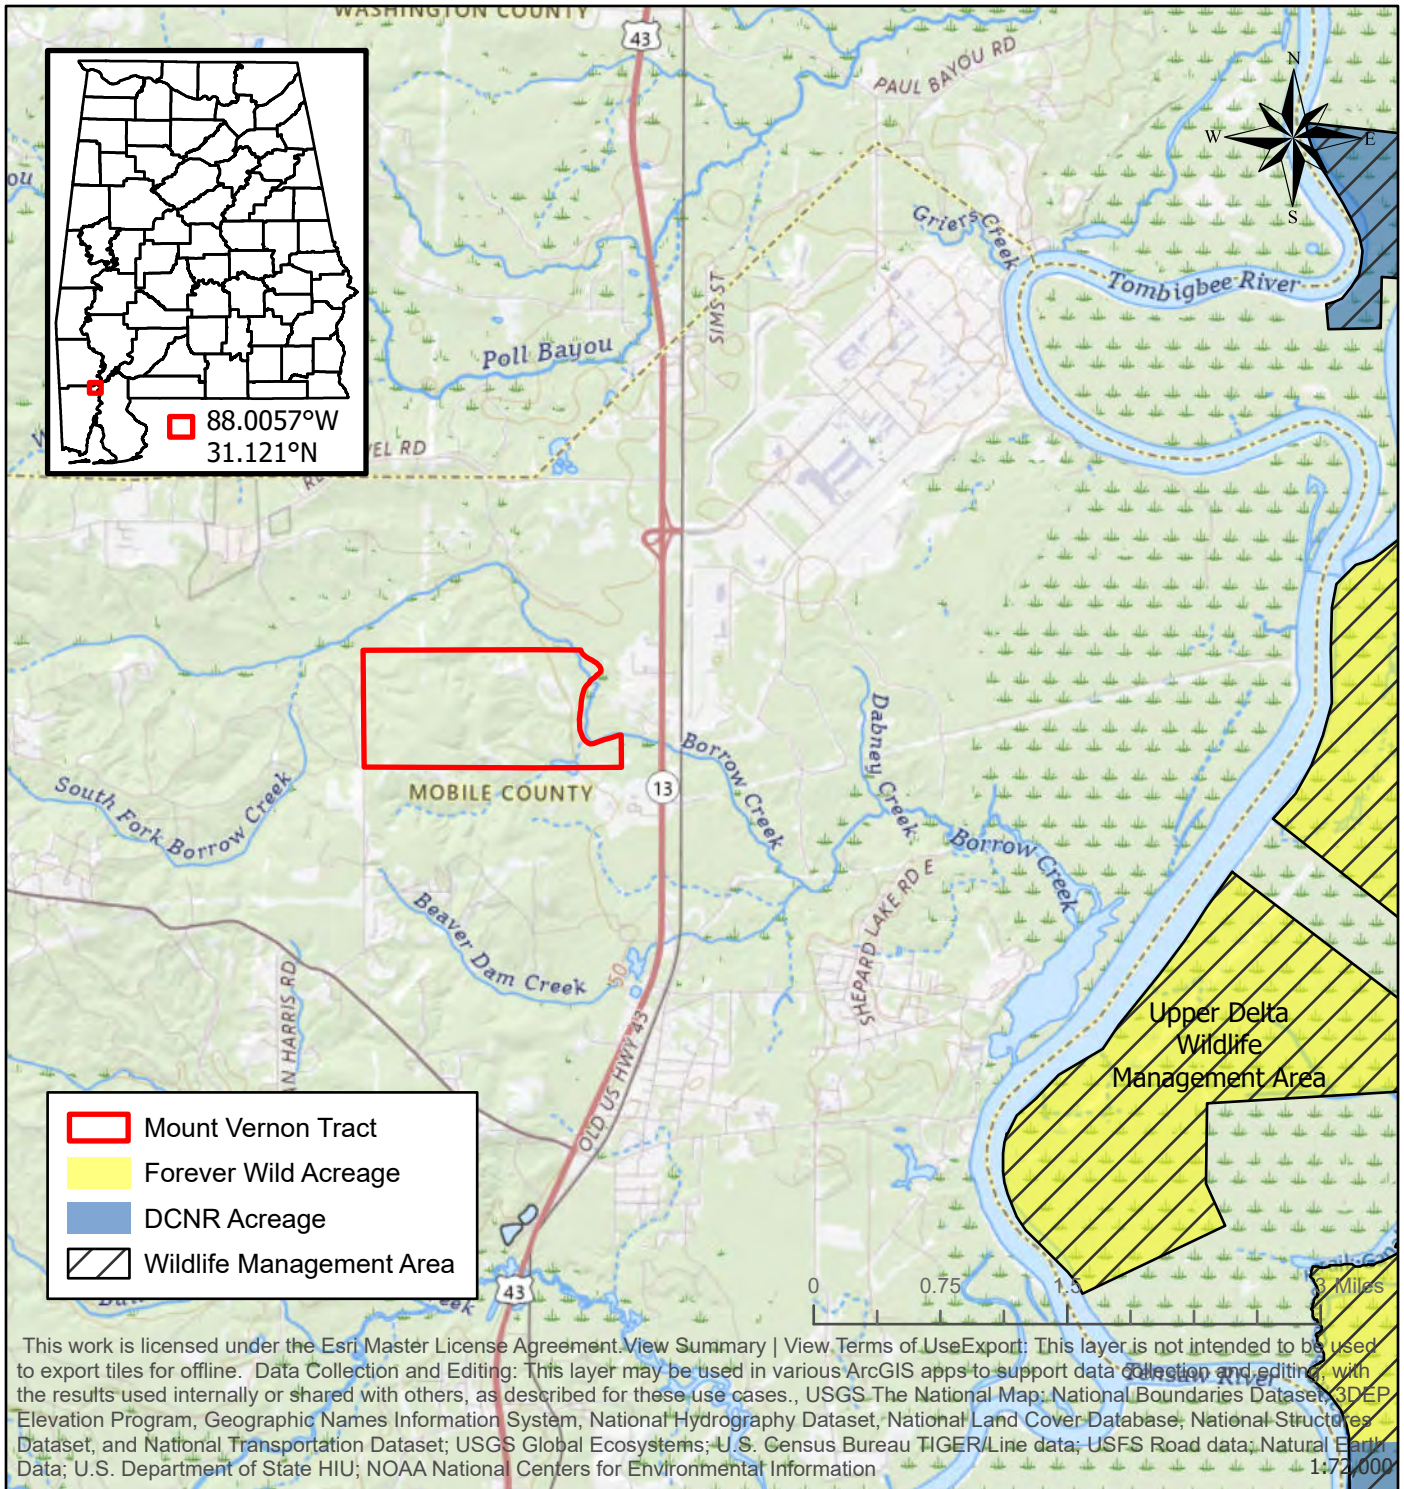 WASHINGTON COUNTY
43
PAUL BAYOU RD
N
W
E
S
ou
Griers Creek
Tombigbee River
SIMS ST
Poll Bayou
88.0057°W
31.121°N
VEL RD
MOBILE COUNTY
13
Borrow Creek
Dabney Creek
South Fork Borrow Creek
Borrow Creek
SHEPARD LAKE RD E
Beaver Dam Creek
50
AN HARRIS RD
OLD US HWY 43
Upper Delta
Wildlife
Management Area
Mount Vernon Tract
Forever Wild Acreage
DCNR Acreage
Wildlife Management Area
43
eek
0 0.75 1.5 3 Miles
Tensaw River
This work is licensed under the Esri Master License Agreement.View Summary | View Terms of UseExport: This layer is not intended to be used
to export tiles for offline. Data Collection and Editing: This layer may be used in various ArcGIS apps to support data collection and editing, with
the results used internally or shared with others, as described for these use cases., USGS The National Map: National Boundaries Dataset, 3DEP
Elevation Program, Geographic Names Information System, National Hydrography Dataset, National Land Cover Database, National Structures
Dataset, and National Transportation Dataset; USGS Global Ecosystems; U.S. Census Bureau TIGER/Line data; USFS Road data; Natural Earth
Data; U.S. Department of State HIU; NOAA National Centers for Environmental Information
1:72,000